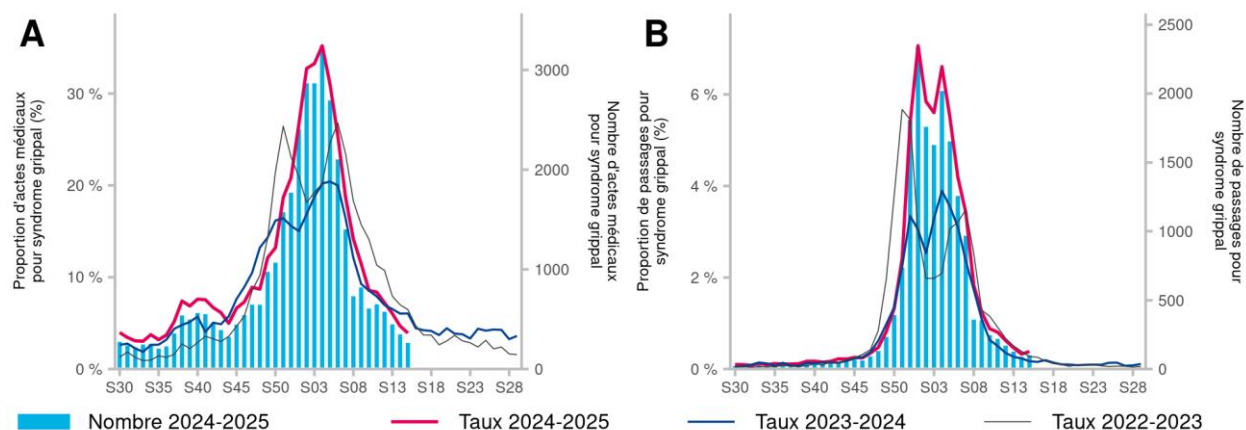 A
Proportion d'actes médicaux
pour syndrome grippal (%)
30 %
20 %
10 %
0 %
3000
2000
1000
0
Nombre d'actes médicaux
pour syndrome grippal
S30 S35 S40 S45 S50 S03 S08 S13 S18 S23 S28
B
Proportion de passages pour
syndrome grippal (%)
6 %
4 %
2 %
0 %
2500
2000
1500
1000
500
0
Nombre de passages pour
syndrome grippal
S30 S35 S40 S45 S50 S03 S08 S13 S18 S23 S28
Nombre 2024-2025 Taux 2024-2025 Taux 2023-2024 Taux 2022-2023